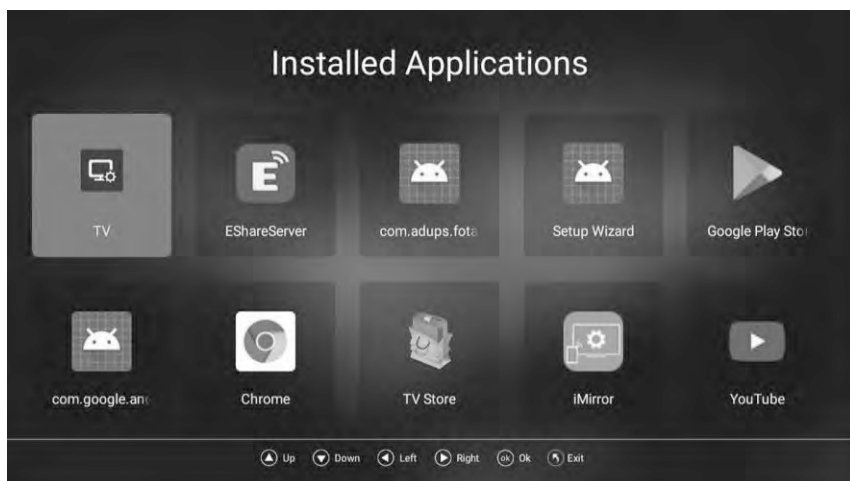 Installed Applications
TV
EShareServer
com.adups.fota
Setup Wizard
Google Play Sto
com.google.an
Chrome
TV Store
iMirror
YouTube
Up Down Left Right ok Ok Exit